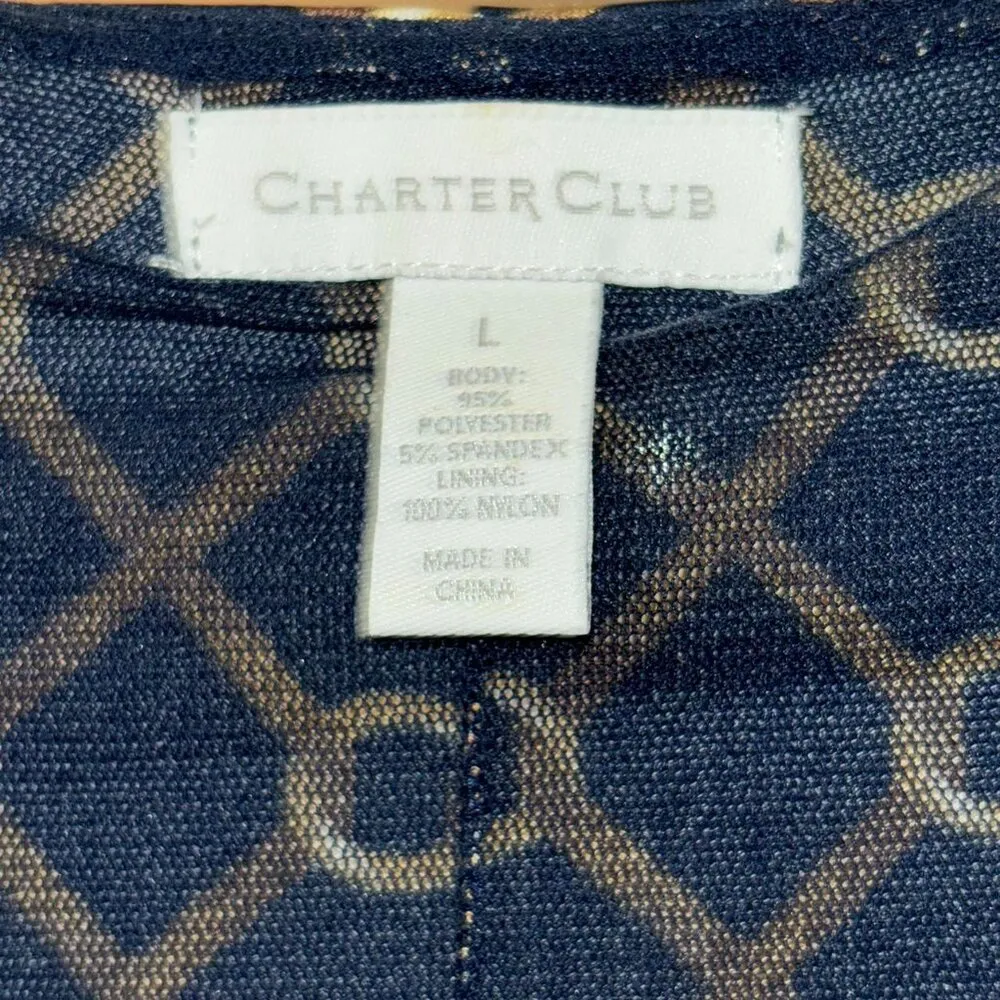 CHARTER CLUB
L
BODY:
95%
POLYESTER
5% SPANDEX
LINING:
100% NYLON
MADE IN
CHINA